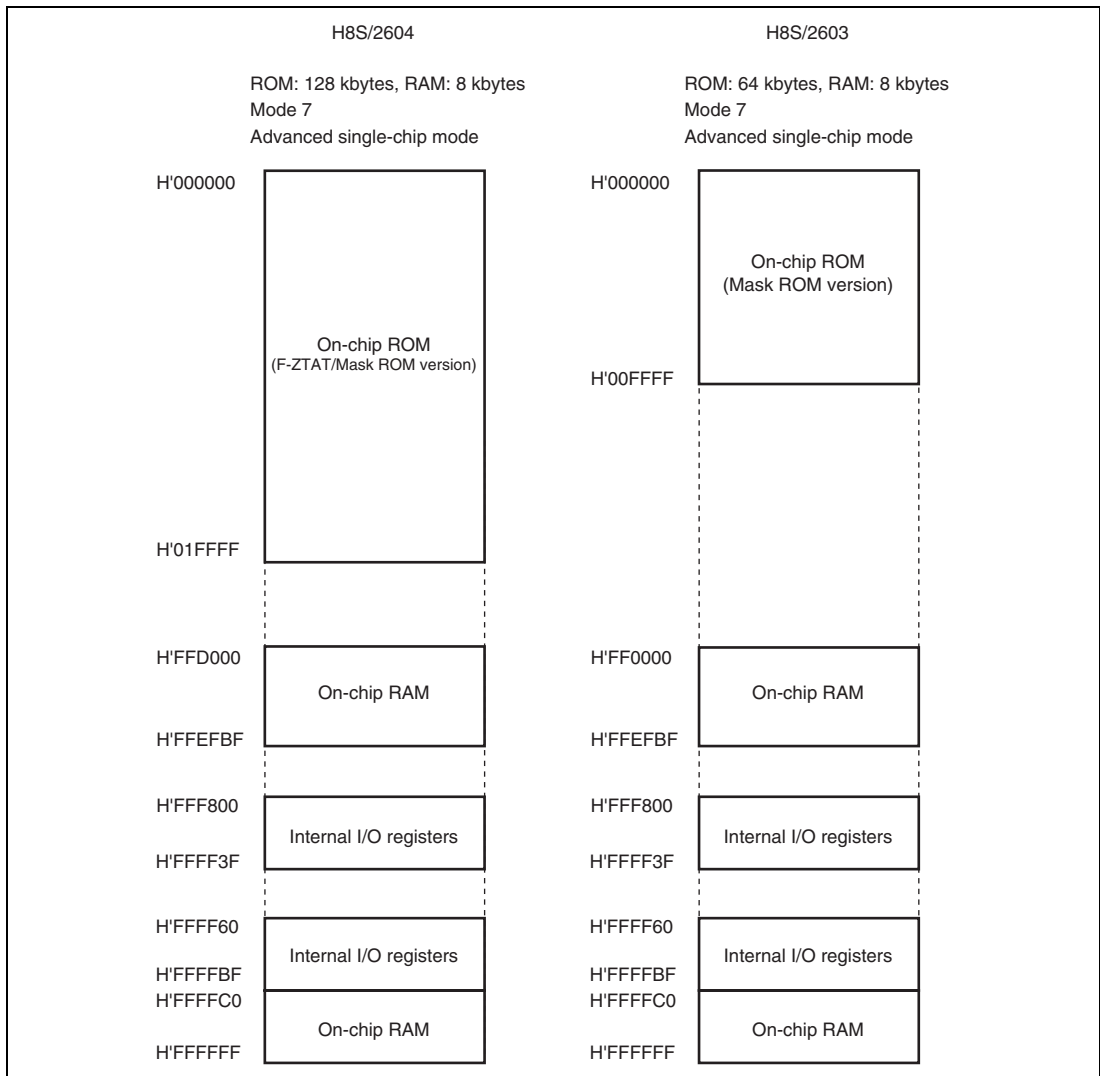 H8S/2604
ROM: 128 kbytes, RAM: 8 kbytes
Mode 7
Advanced single-chip mode
H'000000
On-chip ROM
(F-ZTAT/Mask ROM version)
H'01FFFF
H'FFD000
On-chip RAM
H'FFEFBF
H'FFF800
Internal I/O registers
H'FFFF3F
H'FFFF60
Internal I/O registers
H'FFFFBF
H'FFFFC0
On-chip RAM
H'FFFFFF
H8S/2603
ROM: 64 kbytes, RAM: 8 kbytes
Mode 7
Advanced single-chip mode
H'000000
On-chip ROM
(Mask ROM version)
H'00FFFF
H'FF0000
On-chip RAM
H'FFEFBF
H'FFF800
Internal I/O registers
H'FFFF3F
H'FFFF60
Internal I/O registers
H'FFFFBF
H'FFFFC0
On-chip RAM
H'FFFFFF